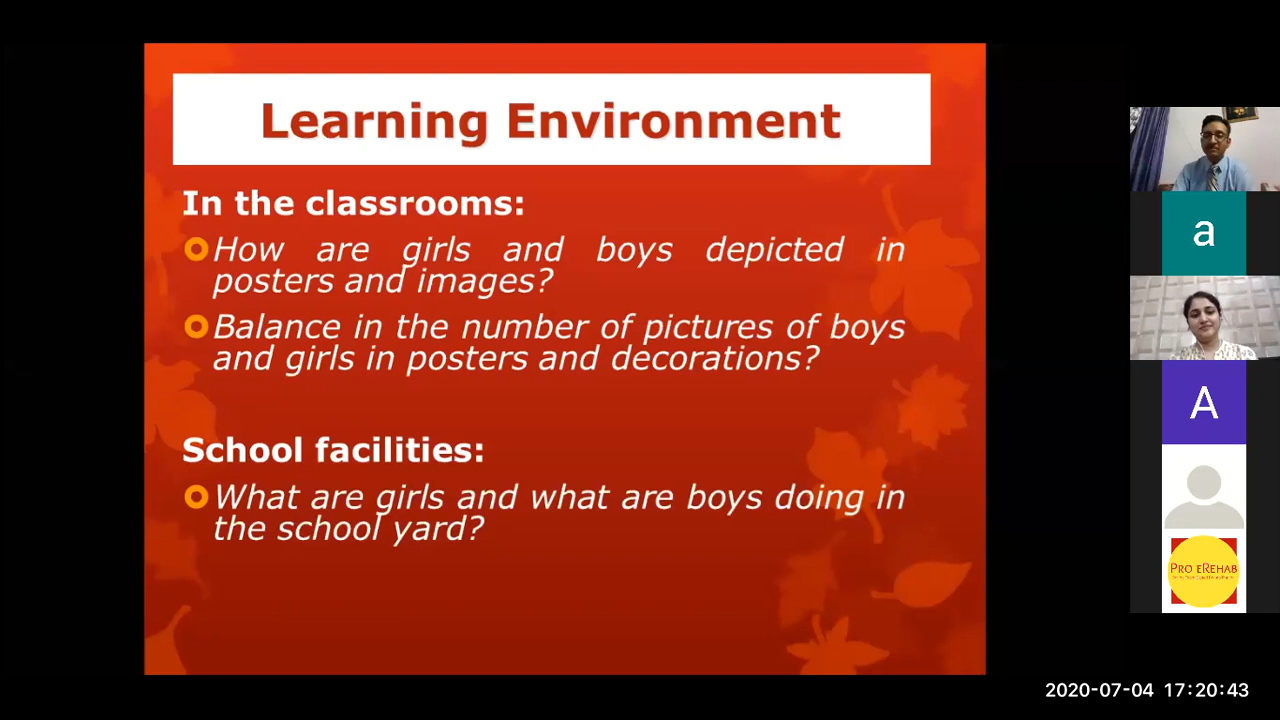 Learning Environment
In the classrooms:
How are girls and boys depicted in
posters and images?
Balance in the number of pictures of boys
and girls in posters and decorations?
School facilities:
What are girls and what are boys doing in
the school yard?
a
A
PRO EREHAB
2020-07-04 17:20:43